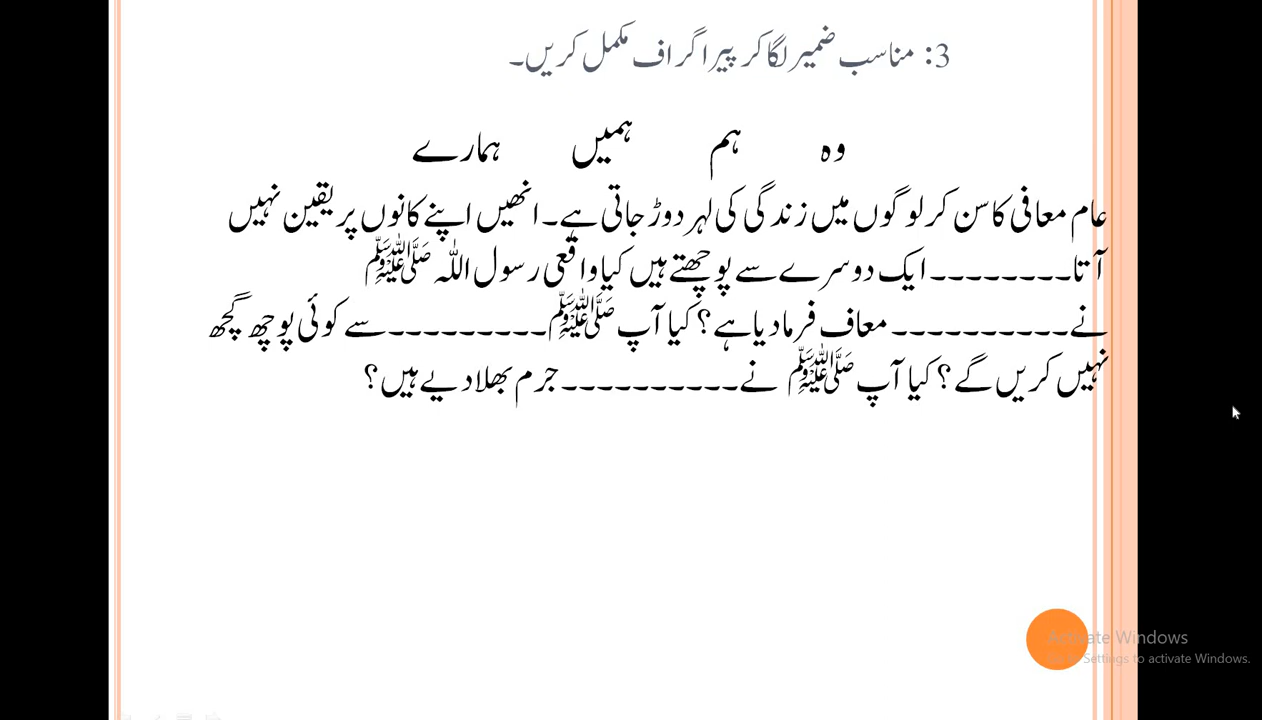 3: مناسب ضمیر لگا کر پیراگراف مکمل کریں۔
وہ ہم ہمیں ہمارے
عام معافی کا سن کر لوگوں میں زندگی کی لہر دوڑ جاتی ہے۔ انھیں اپنے کانوں پر یقین نہیں
آتا۔۔۔۔۔۔۔۔ ایک دوسرے سے پوچھتے ہیں کیا واقعی رسول اللہ ﷺ
نے۔۔۔۔۔۔۔۔۔۔ معاف فرما دیا ہے؟ کیا آپ ﷺ۔۔۔۔۔۔۔۔۔سے کوئی پوچھ گچھ
نہیں کریں گے؟ کیا آپ ﷺ نے۔۔۔۔۔۔۔۔۔۔جرم بھلا دیے ہیں؟
Activate Windows
Go to Settings to activate Windows.